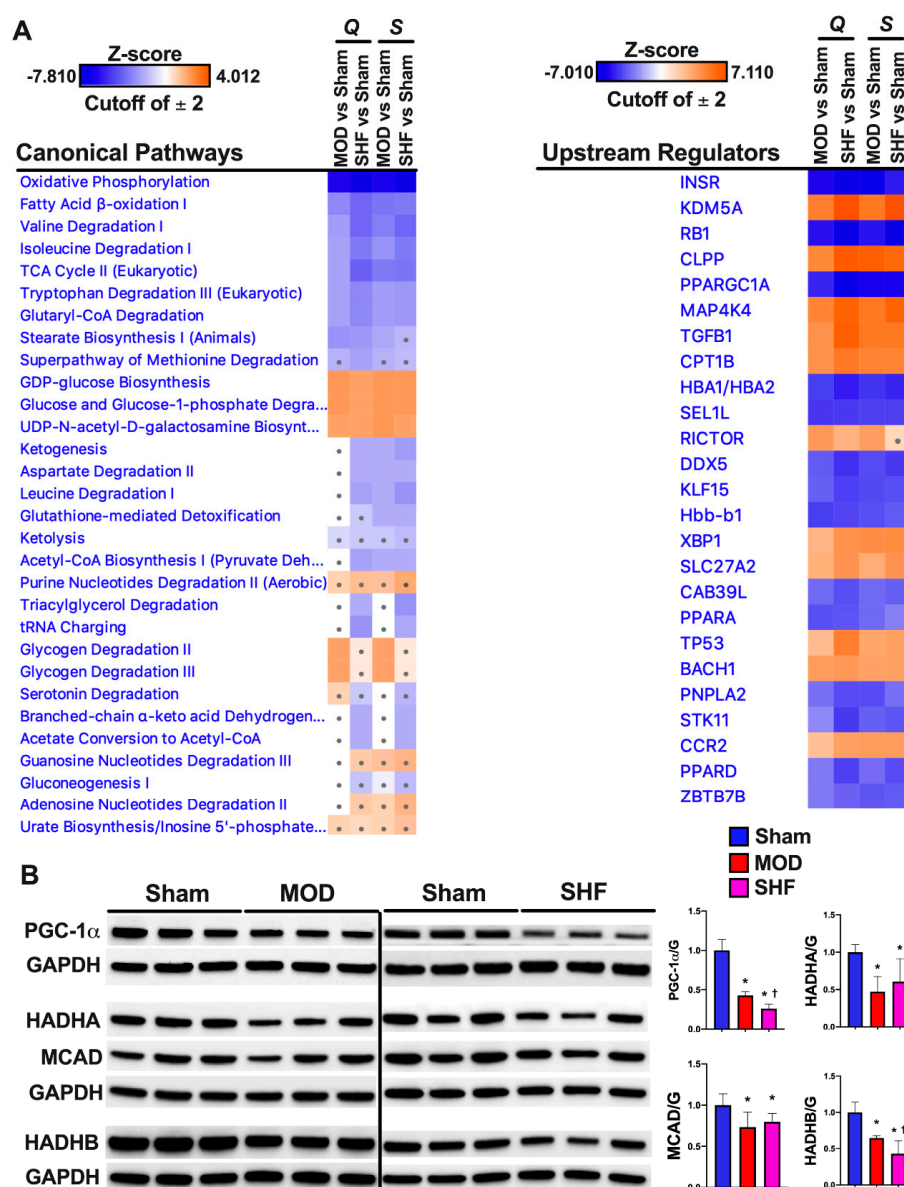 A
Z-score
-7.810 4.012
Cutoff of ± 2
Q S
MOD vs Sham
SHF vs Sham
MOD vs Sham
SHF vs Sham
Canonical Pathways
Oxidative Phosphorylation
Fatty Acid β-oxidation I
Valine Degradation I
Isoleucine Degradation I
TCA Cycle II (Eukaryotic)
Tryptophan Degradation III (Eukaryotic)
Glutaryl-CoA Degradation
Stearate Biosynthesis I (Animals)
Superpathway of Methionine Degradation
GDP-glucose Biosynthesis
Glucose and Glucose-1-phosphate Degra...
UDP-N-acetyl-D-galactosamine Biosynt...
Ketogenesis
Aspartate Degradation II
Leucine Degradation I
Glutathione-mediated Detoxification
Ketolysis
Acetyl-CoA Biosynthesis I (Pyruvate Deh...
Purine Nucleotides Degradation II (Aerobic)
Triacylglycerol Degradation
tRNA Charging
Glycogen Degradation II
Glycogen Degradation III
Serotonin Degradation
Branched-chain α-keto acid Dehydrogen...
Acetate Conversion to Acetyl-CoA
Guanosine Nucleotides Degradation III
Gluconeogenesis I
Adenosine Nucleotides Degradation II
Urate Biosynthesis/Inosine 5'-phosphate...
Z-score
-7.010 7.110
Cutoff of ± 2
Q S
MOD vs Sham
SHF vs Sham
MOD vs Sham
SHF vs Sham
Upstream Regulators
INSR
KDM5A
RB1
CLPP
PPARGC1A
MAP4K4
TGFB1
CPT1B
HBA1/HBA2
SEL1L
RICTOR
DDX5
KLF15
Hbb-b1
XBP1
SLC27A2
CAB39L
PPARA
TP53
BACH1
PNPLA2
STK11
CCR2
PPARD
ZBTB7B
B
Sham MOD Sham SHF
PGC-1α
GAPDH
HADHA
MCAD
GAPDH
HADHB
GAPDH
Sham
MOD
SHF
PGC-1α/G
1.5
1.0
0.5
0.0
*
* †
HADHA/G
1.5
1.0
0.5
0.0
*
*
MCAD/G
1.5
1.0
0.5
0.0
*
*
HADHB/G
1.5
1.0
0.5
0.0
*
* †